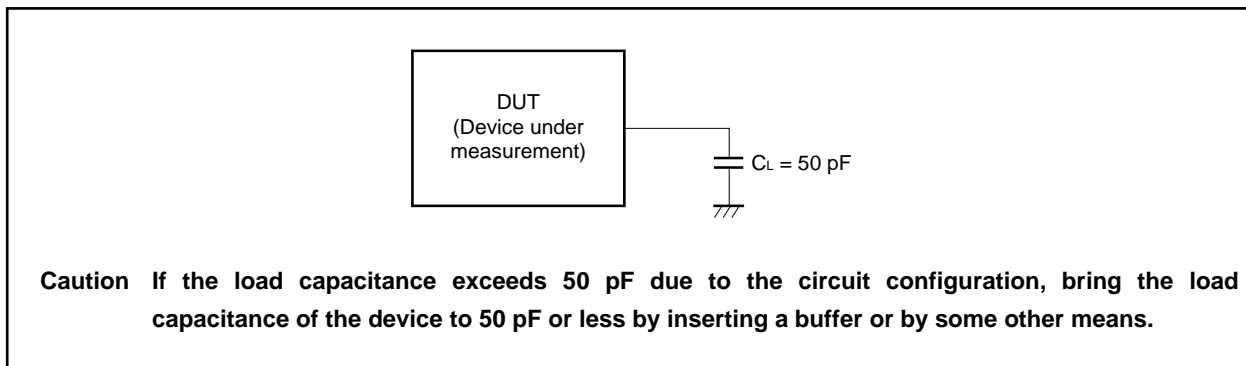 DUT
(Device under
measurement)
CL = 50 pF
Caution If the load capacitance exceeds 50 pF due to the circuit configuration, bring the load
capacitance of the device to 50 pF or less by inserting a buffer or by some other means.